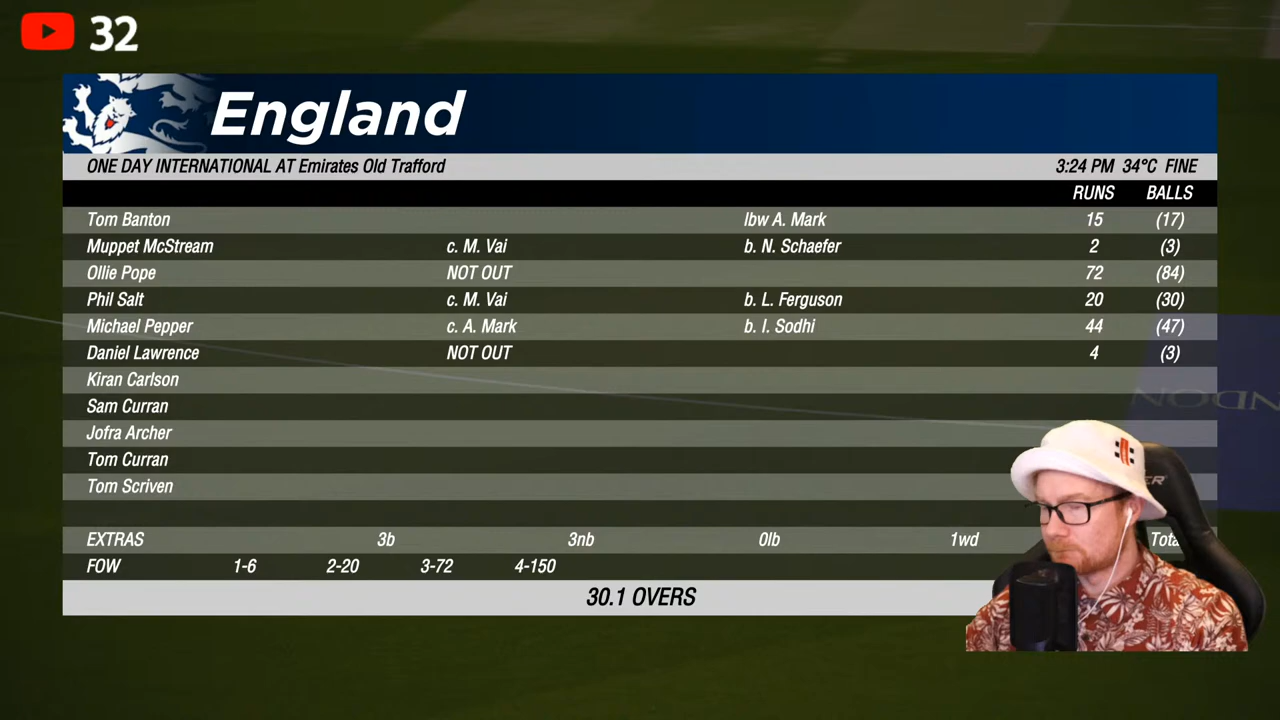 32
England
ONE DAY INTERNATIONAL AT Emirates Old Trafford 3:24 PM 34°C FINE
RUNS BALLS
Tom Banton lbw A. Mark 15 (17)
Muppet McStream c. M. Vai b. N. Schaefer 2 (3)
Ollie Pope NOT OUT 72 (84)
Phil Salt c. M. Vai b. L. Ferguson 20 (30)
Michael Pepper c. A. Mark b. I. Sodhi 44 (47)
Daniel Lawrence NOT OUT 4 (3)
Kiran Carlson
Sam Curran
Jofra Archer
Tom Curran
Tom Scriven
EXTRAS 3b 3nb 0lb 1wd
FOW 1-6 2-20 3-72 4-150
30.1 OVERS